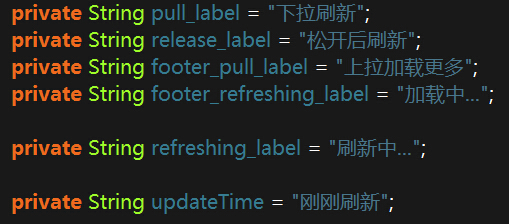 private String pull_label = "下拉刷新";
private String release_label = "松开后刷新";
private String footer_pull_label = "上拉加载更多";
private String footer_refreshing_label = "加载中...";
private String refreshing_label = "刷新中...";
private String updateTime = "刚刚刷新";